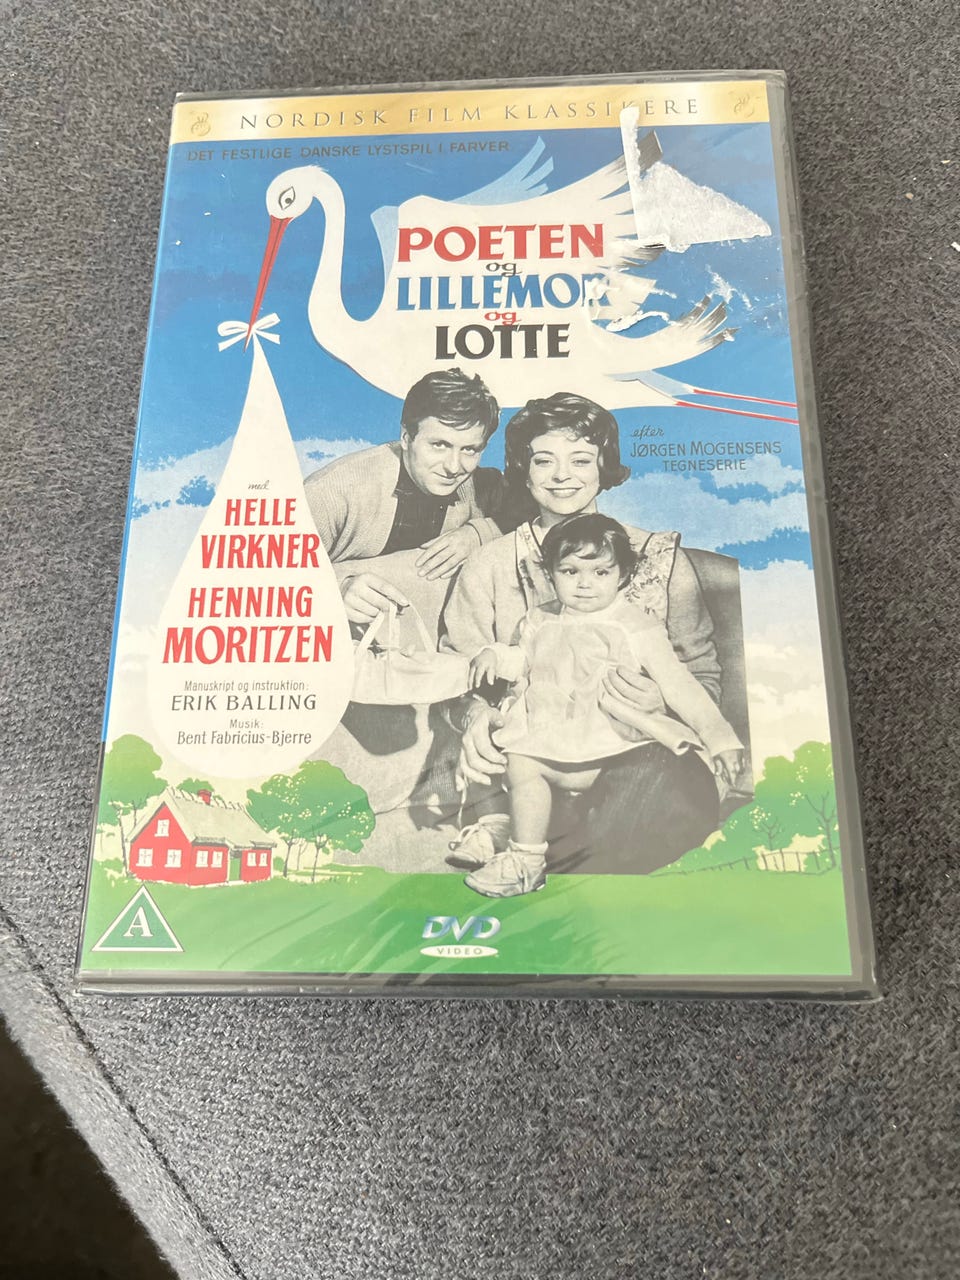 NORDISK FILM KLASSIKERE
DET FESTLIGE DANSKE LYSTSPIL I FARVER
POETEN
og
LILLEMOR
og
LOTTE
efter
JØRGEN MOGENSENS
TEGNESERIE
med
HELLE
VIRKNER
HENNING
MORITZEN
Manuskript og instruktion:
ERIK BALLING
Musik:
Bent Fabricius-Bjerre
A
DVD
VIDEO